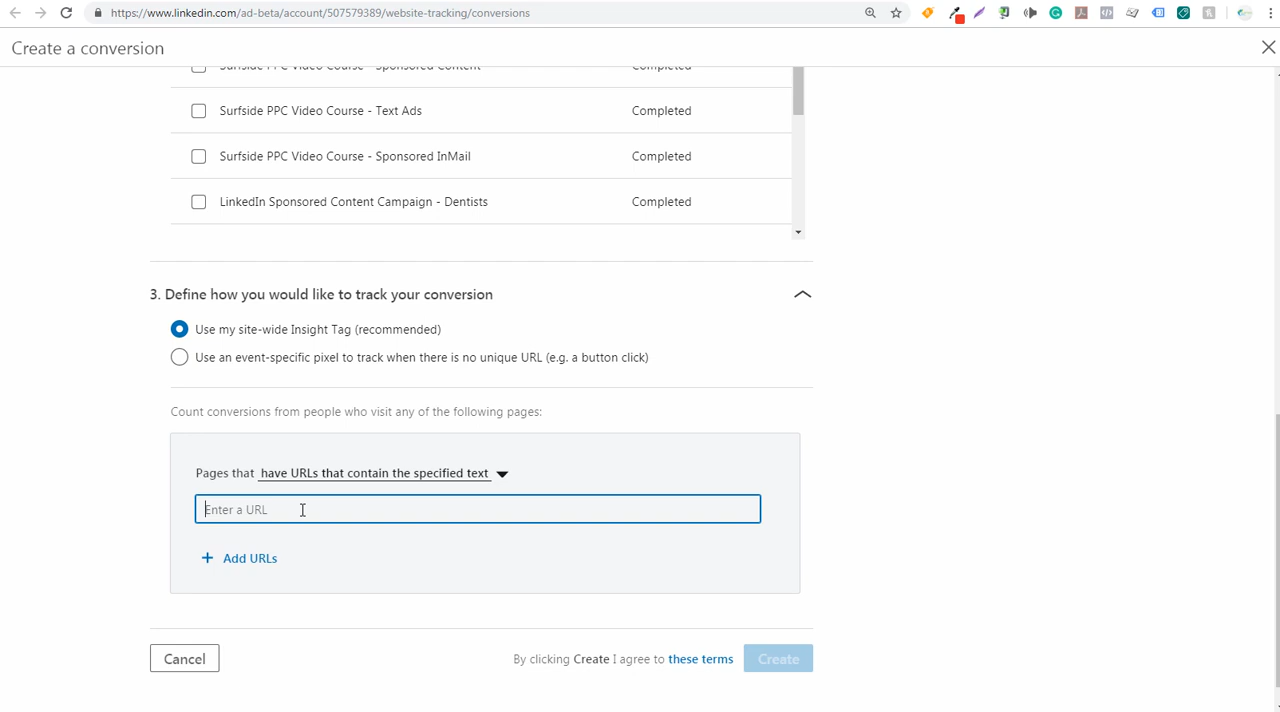 https://www.linkedin.com/ad-beta/account/507579389/website-tracking/conversions
Create a conversion
Surfside PPC Video Course - Sponsored Content Completed
Surfside PPC Video Course - Text Ads Completed
Surfside PPC Video Course - Sponsored InMail Completed
LinkedIn Sponsored Content Campaign - Dentists Completed
3. Define how you would like to track your conversion
Use my site-wide Insight Tag (recommended)
Use an event-specific pixel to track when there is no unique URL (e.g. a button click)
Count conversions from people who visit any of the following pages:
Pages that have URLs that contain the specified text
Enter a URL
+ Add URLs
Cancel By clicking Create I agree to these terms Create